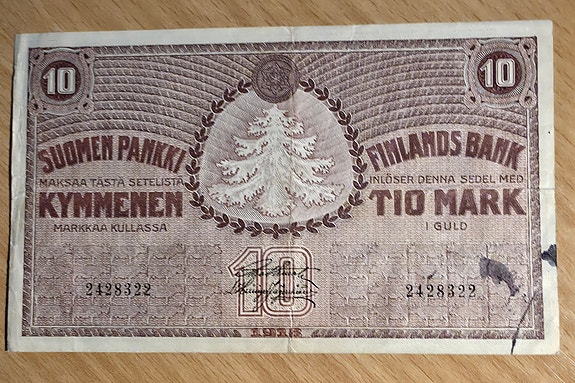 10 10
SUOMEN PANKKI
MAKSAA TÄSTÄ SETELISTÄ
KYMMENEN
MARKKAA KULLASSA
FINLANDS BANK
INLÖSER DENNA SEDEL MED
TIO MARK
I GULD
10
2428322 2428322